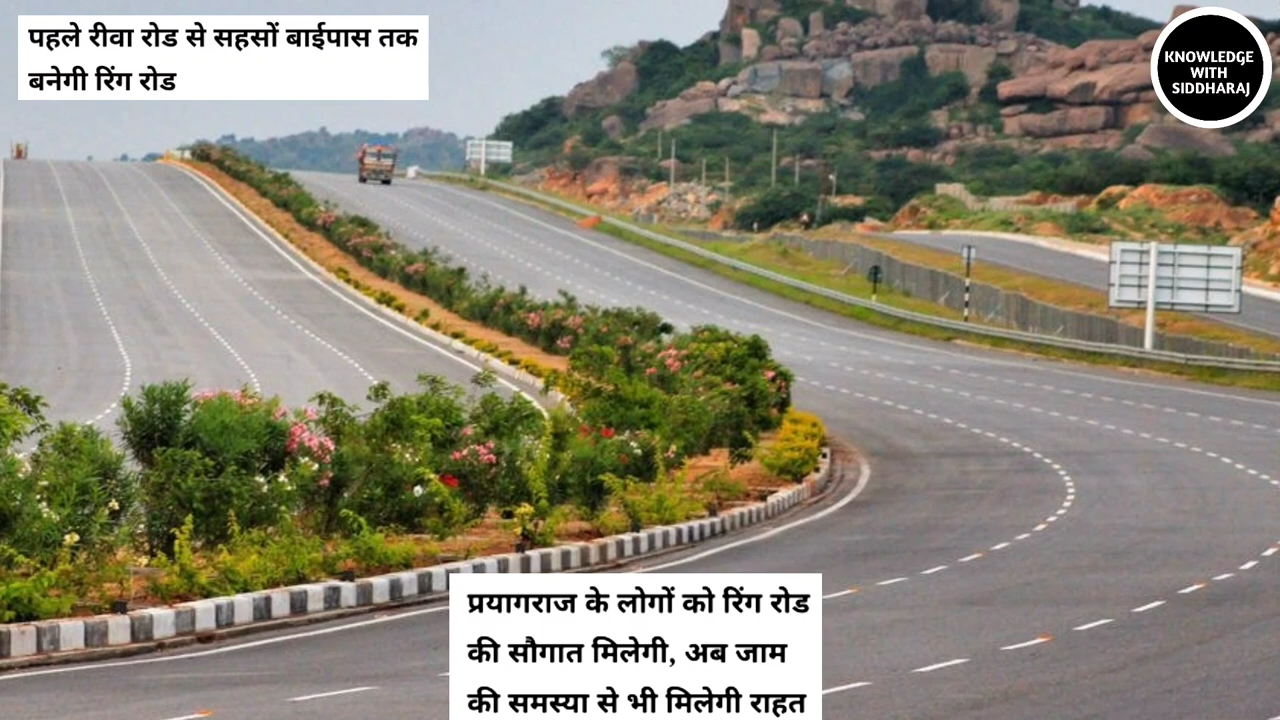 पहले रीवा रोड से सहसों बाईपास तक
बनेगी रिंग रोड
KNOWLEDGE
WITH
SIDDHARAJ
प्रयागराज के लोगों को रिंग रोड
की सौगात मिलेगी, अब जाम
की समस्या से भी मिलेगी राहत